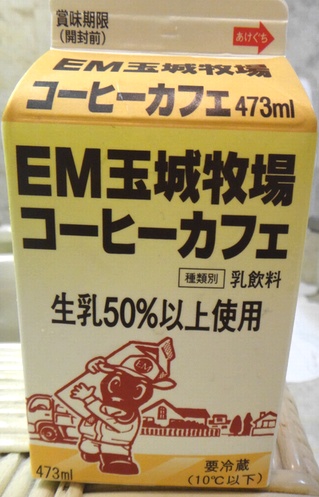 賞味期限
(開封前)
あけぐち
EM玉城牧場
コーヒーカフェ 473ml
EM玉城牧場
コーヒーカフェ
種類別 乳飲料
生乳50%以上使用
473ml
要冷蔵
(10℃以下)